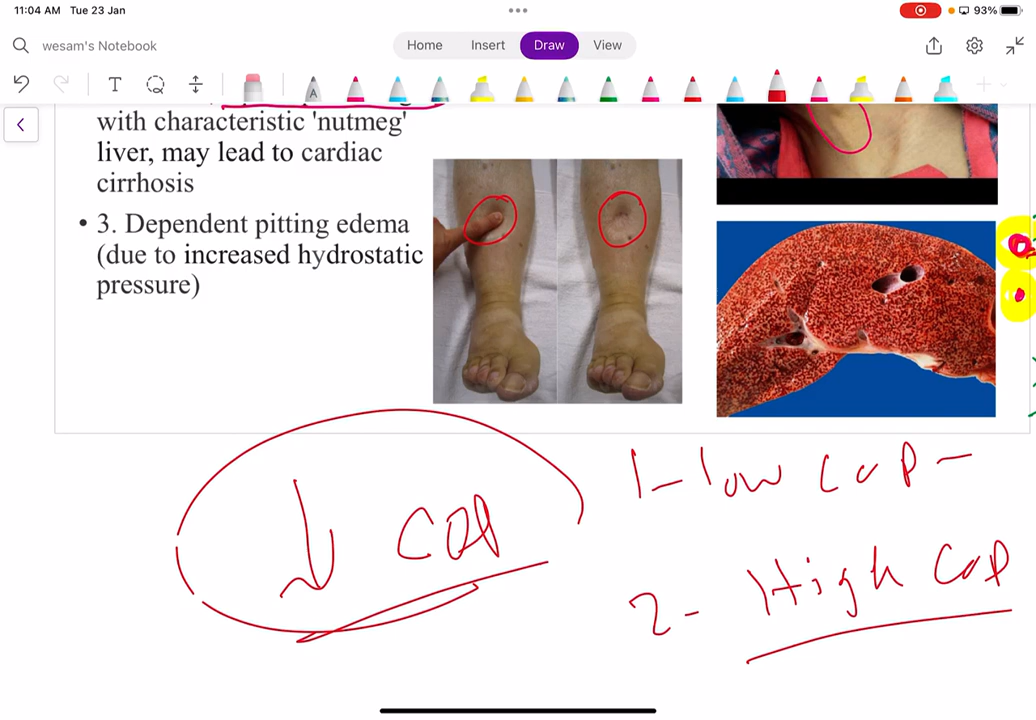 11:04 AM Tue 23 Jan
93%
wesam's Notebook
Home Insert Draw View
T
A
with characteristic 'nutmeg'
liver, may lead to cardiac
cirrhosis
• 3. Dependent pitting edema
(due to increased hydrostatic
pressure)
1- low COP -
↓ COP
2- High COP